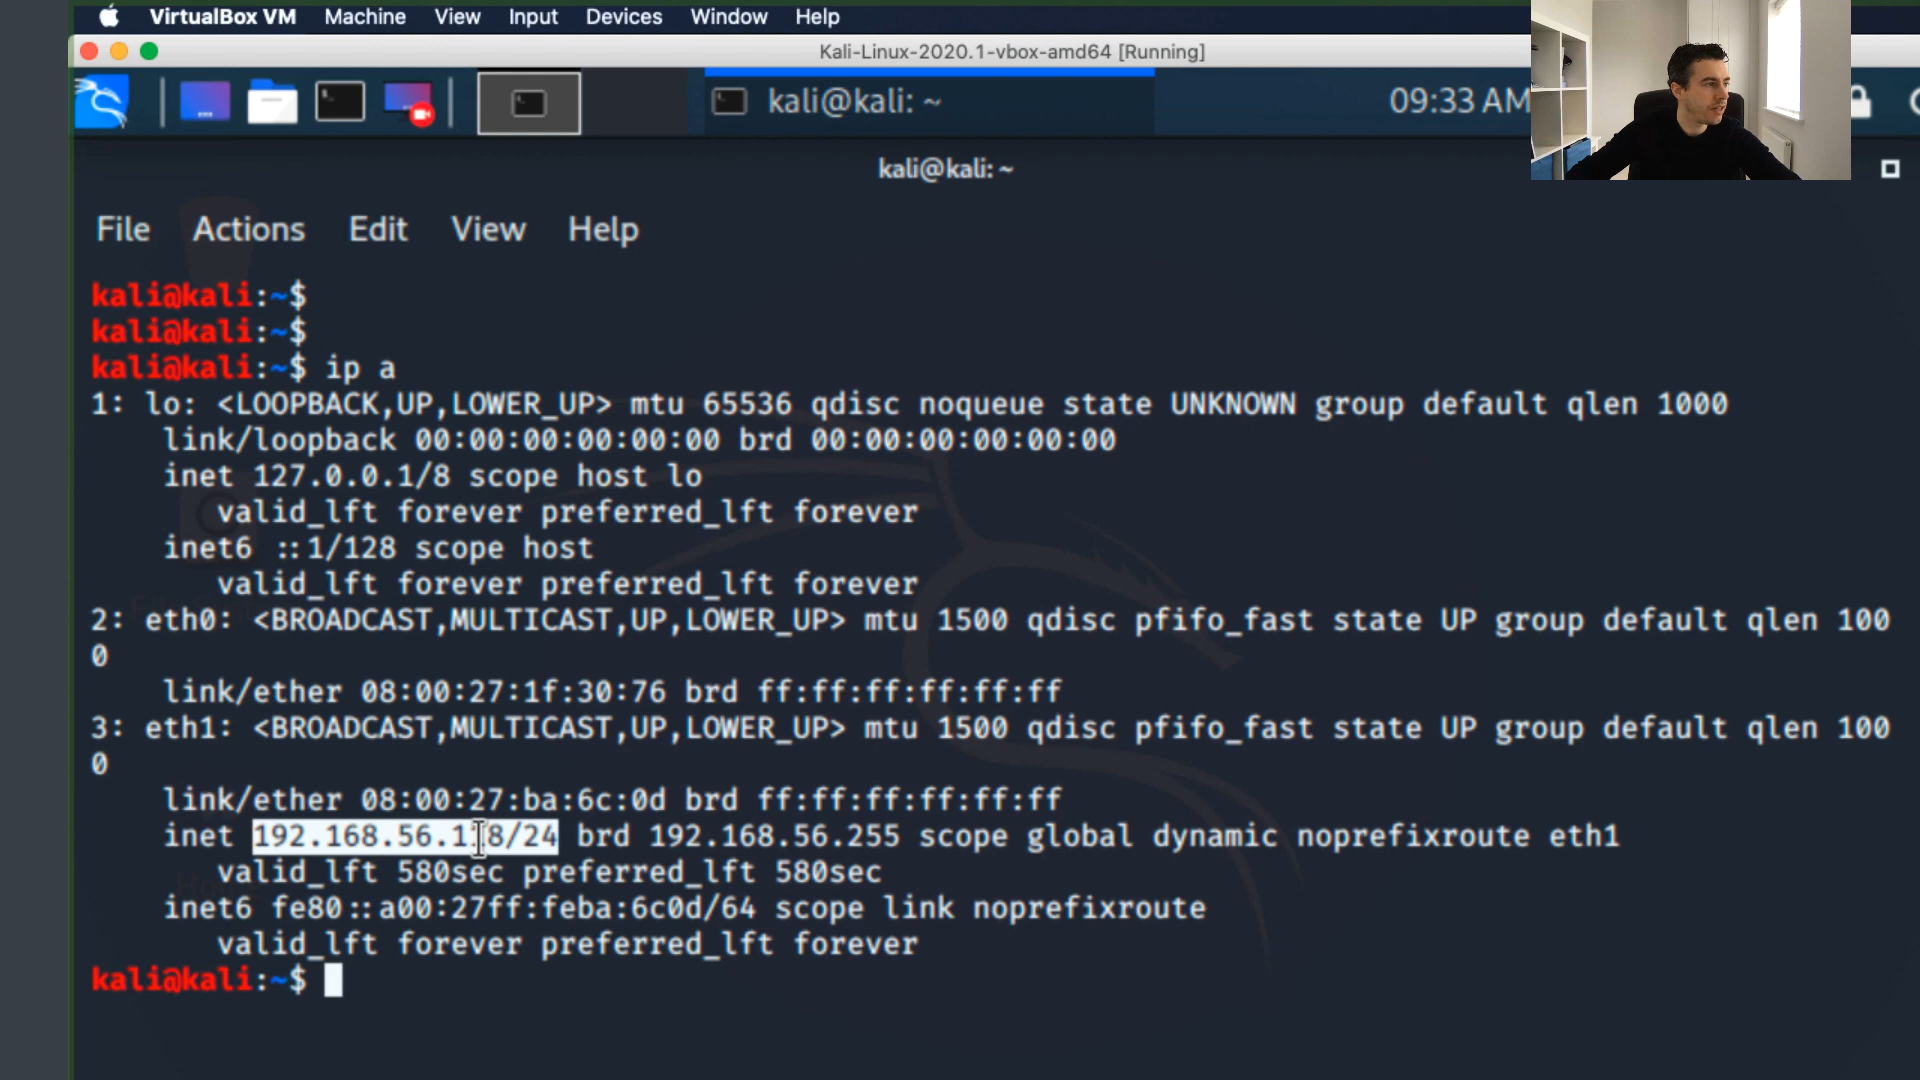 VirtualBox VM Machine View Input Devices Window Help
Kali-Linux-2020.1-vbox-amd64 [Running]
kali@kali: ~
09:33 AM
kali@kali: ~
File Actions Edit View Help
kali@kali:~$
kali@kali:~$
kali@kali:~$ ip a
1: lo: <LOOPBACK,UP,LOWER_UP> mtu 65536 qdisc noqueue state UNKNOWN group default qlen 1000
link/loopback 00:00:00:00:00:00 brd 00:00:00:00:00:00
inet 127.0.0.1/8 scope host lo
valid_lft forever preferred_lft forever
inet6 ::1/128 scope host
valid_lft forever preferred_lft forever
2: eth0: <BROADCAST,MULTICAST,UP,LOWER_UP> mtu 1500 qdisc pfifo_fast state UP group default qlen 100
0
link/ether 08:00:27:1f:30:76 brd ff:ff:ff:ff:ff:ff
3: eth1: <BROADCAST,MULTICAST,UP,LOWER_UP> mtu 1500 qdisc pfifo_fast state UP group default qlen 100
0
link/ether 08:00:27:ba:6c:0d brd ff:ff:ff:ff:ff:ff
inet brd 192.168.56.255 scope global dynamic noprefixroute eth1
valid_lft 580sec preferred_lft 580sec
inet6 fe80::a00:27ff:feba:6c0d/64 scope link noprefixroute
valid_lft forever preferred_lft forever
kali@kali:~$